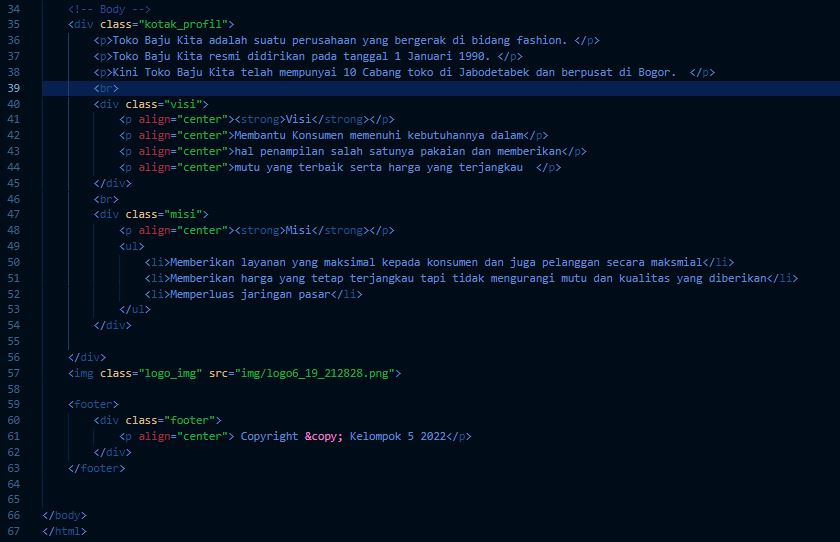 34 <!-- Body -->
35 <div class="kotak_profil">
36 <p>Toko Baju Kita adalah suatu perusahaan yang bergerak di bidang fashion. </p>
37 <p>Toko Baju Kita resmi didirikan pada tanggal 1 Januari 1990. </p>
38 <p>Kini Toko Baju Kita telah mempunyai 10 Cabang toko di Jabodetabek dan berpusat di Bogor.  </p>
39 <br>
40 <div class="visi">
41 <p align="center"><strong>Visi</strong></p>
42 <p align="center">Membantu Konsumen memenuhi kebutuhannya dalam</p>
43 <p align="center">hal penampilan salah satunya pakaian dan memberikan</p>
44 <p align="center">mutu yang terbaik serta harga yang terjangkau  </p>
45 </div>
46 <br>
47 <div class="misi">
48 <p align="center"><strong>Misi</strong></p>
49 <ul>
50 <li>Memberikan layanan yang maksimal kepada konsumen dan juga pelanggan secara maksmial</li>
51 <li>Memberikan harga yang tetap terjangkau tapi tidak mengurangi mutu dan kualitas yang diberikan</li>
52 <li>Memperluas jaringan pasar</li>
53 </ul>
54 </div>
55
56 </div>
57 <img class="logo_img" src="img/logo6_19_212828.png">
58
59 <footer>
60 <div class="footer">
61 <p align="center"> Copyright &copy; Kelompok 5 2022</p>
62 </div>
63 </footer>
64
65
66 </body>
67 </html>